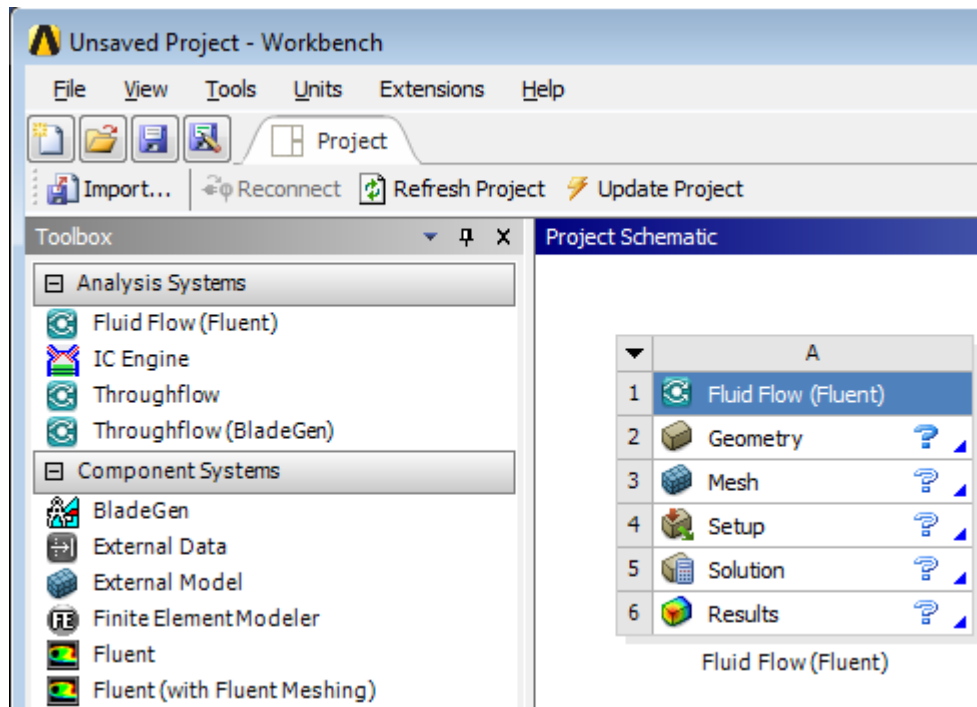 Unsaved Project - Workbench
File View Tools Units Extensions Help
Project
Import... Reconnect Refresh Project Update Project
Toolbox
Project Schematic
Analysis Systems
Fluid Flow (Fluent)
IC Engine
Throughflow
Throughflow (BladeGen)
Component Systems
BladeGen
External Data
External Model
Finite Element Modeler
Fluent
Fluent (with Fluent Meshing)
A
1 Fluid Flow (Fluent)
2 Geometry ?
3 Mesh ?
4 Setup ?
5 Solution ?
6 Results ?
Fluid Flow (Fluent)